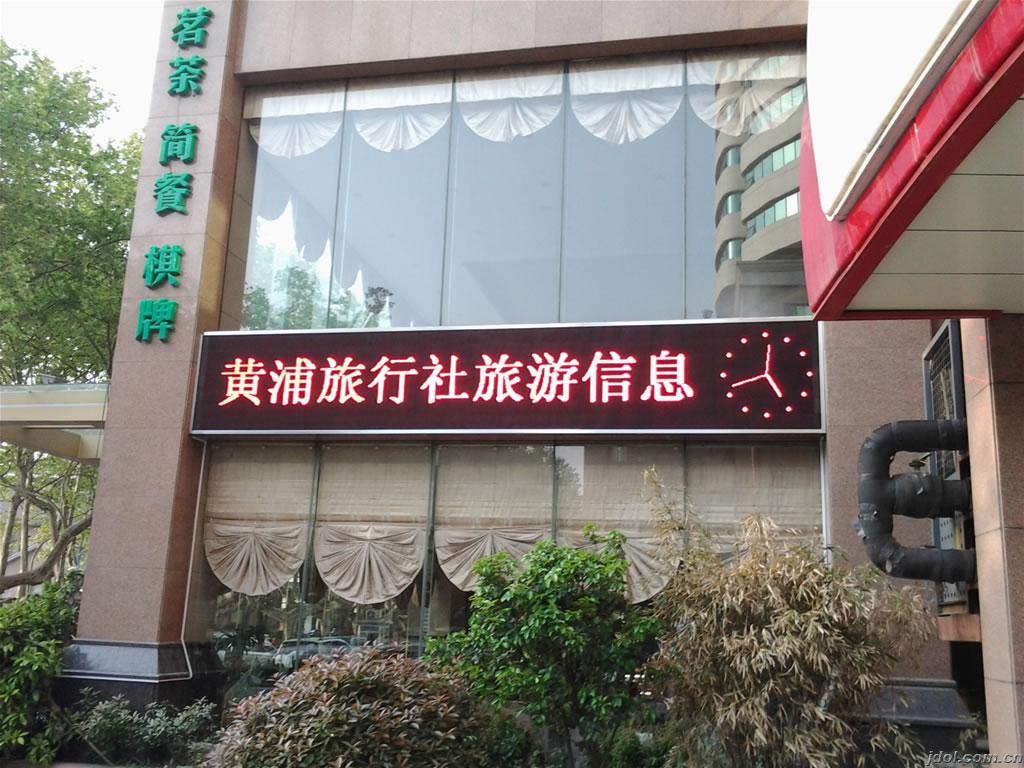 茗茶 简餐 棋牌
黄浦旅行社旅游信息
jdol.com.cn